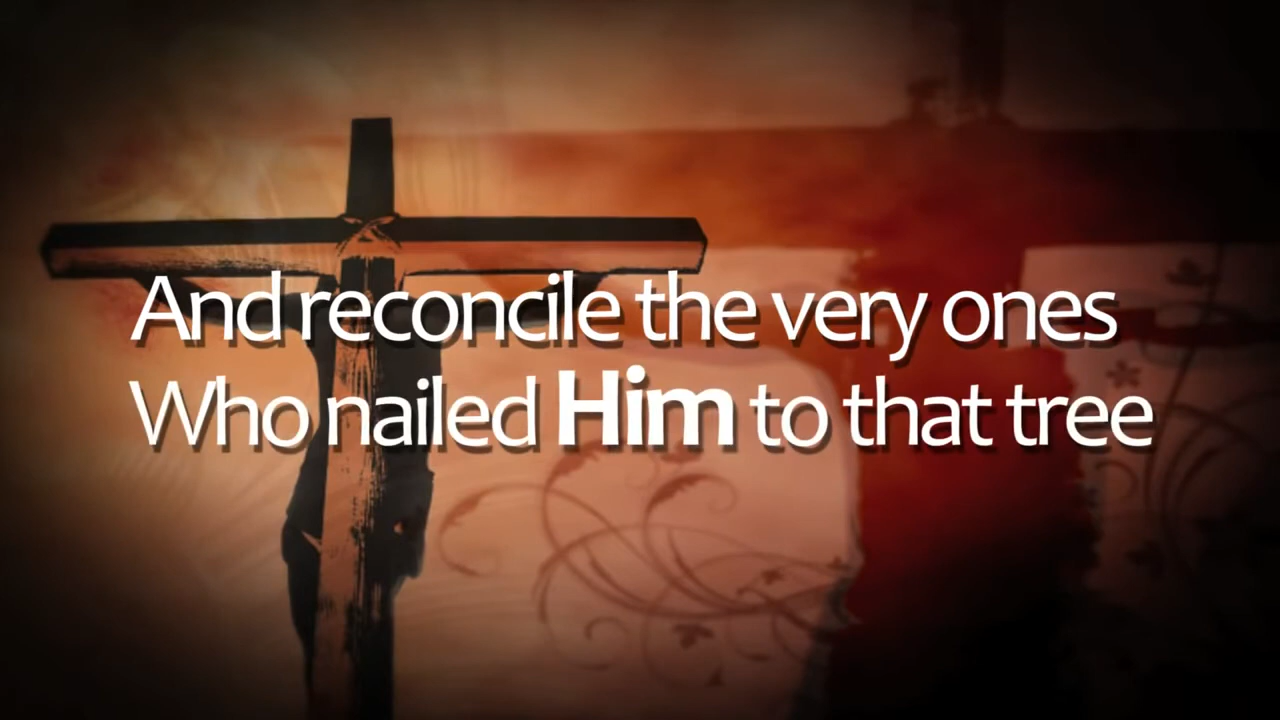 And reconcile the very ones
Who nailed Him to that tree